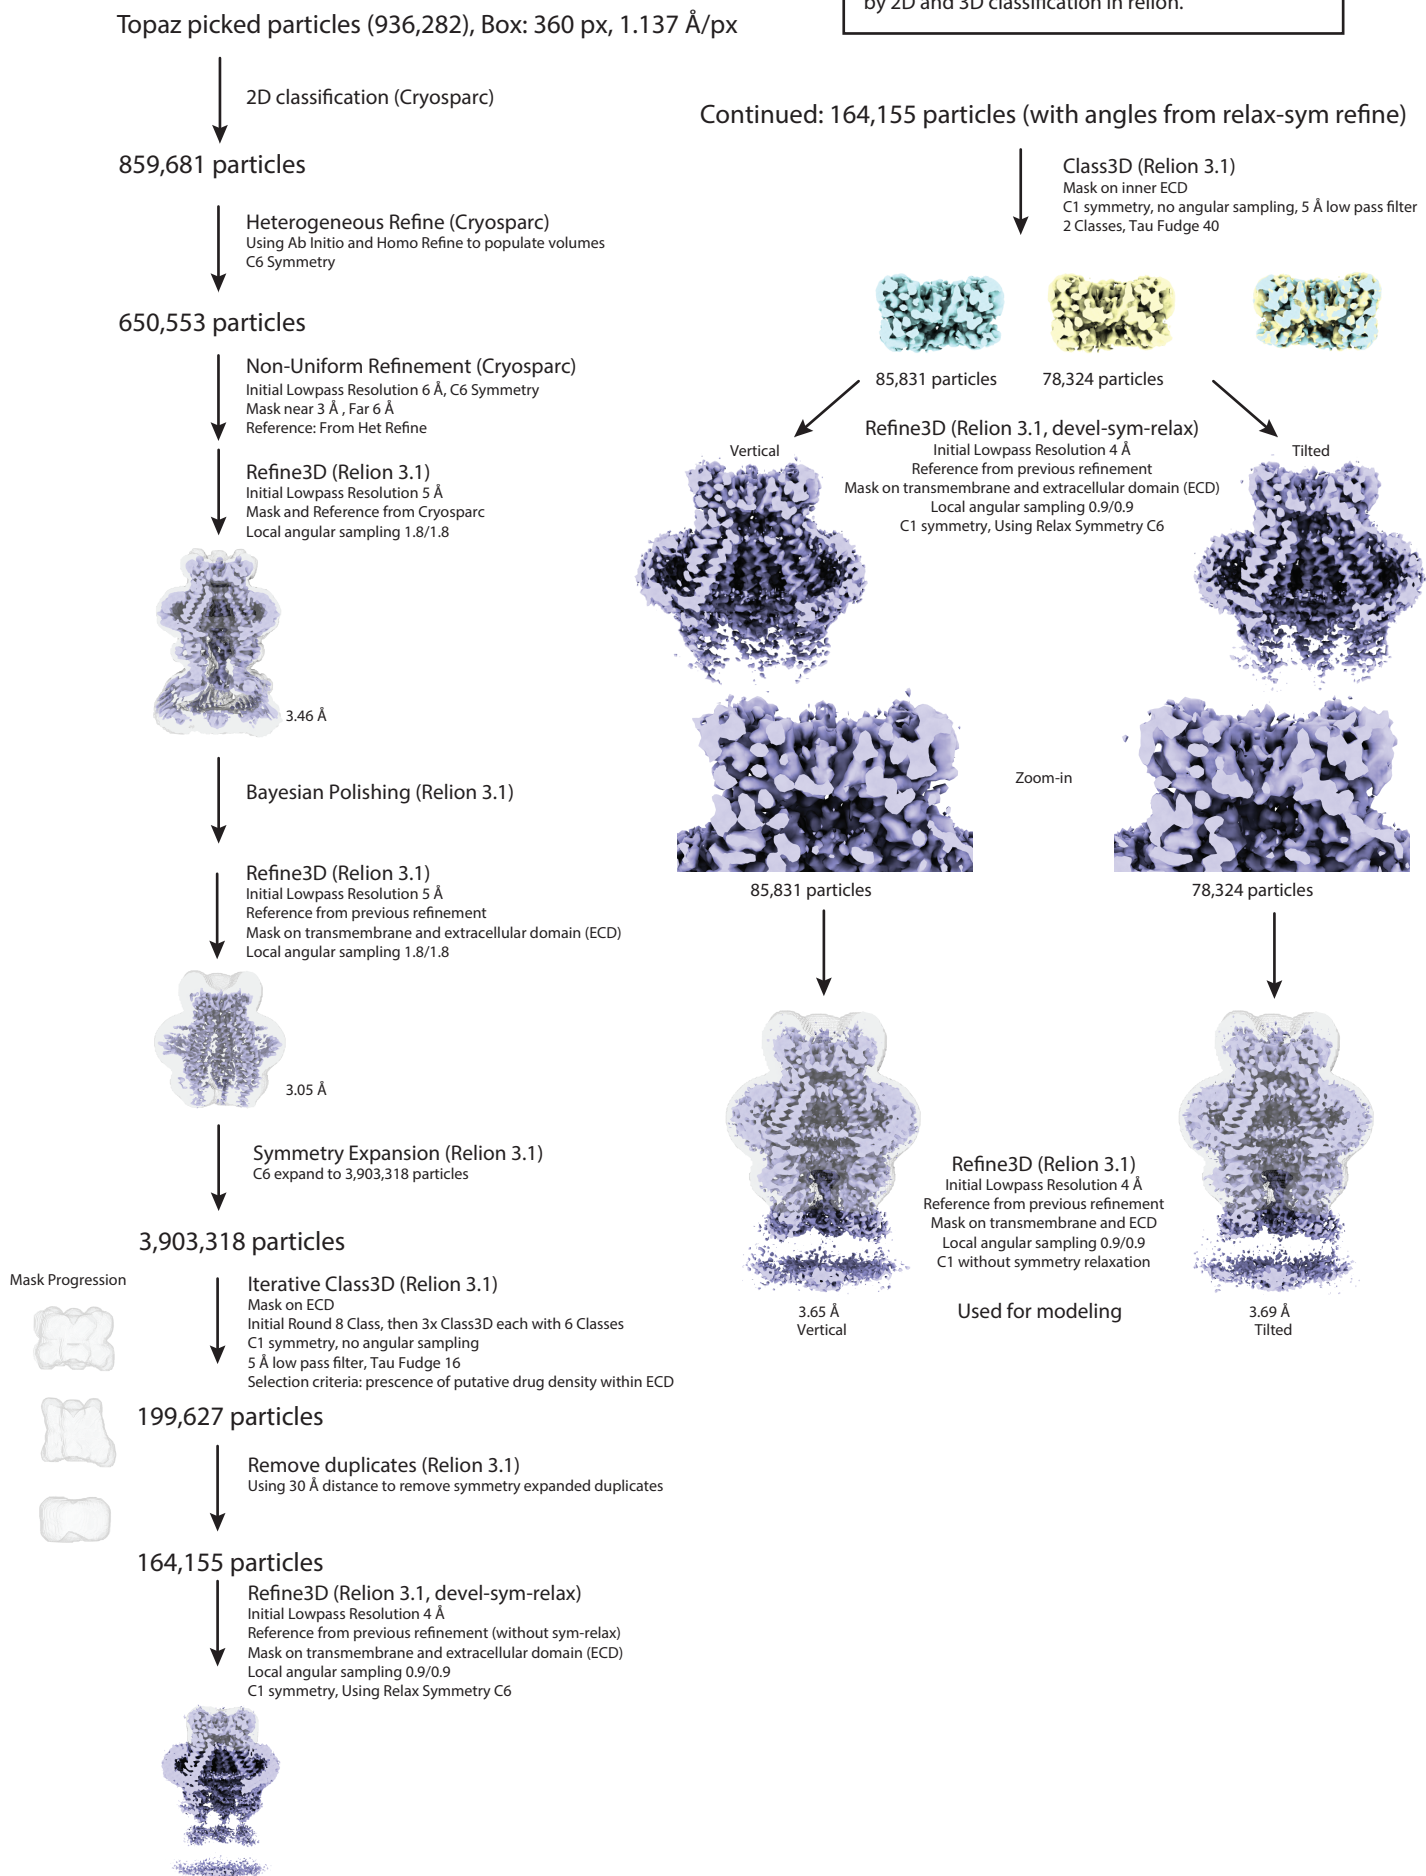 by 2D and 3D classification in relion.
Topaz picked particles (936,282), Box: 360 px, 1.137 Å/px
2D classification (Cryosparc)
859,681 particles
Heterogeneous Refine (Cryosparc)
Using Ab Initio and Homo Refine to populate volumes
C6 Symmetry
650,553 particles
Non-Uniform Refinement (Cryosparc)
Initial Lowpass Resolution 6 Å, C6 Symmetry
Mask near 3 Å , Far 6 Å
Reference: From Het Refine
Refine3D (Relion 3.1)
Initial Lowpass Resolution 5 Å
Mask and Reference from Cryosparc
Local angular sampling 1.8/1.8
3.46 Å
Bayesian Polishing (Relion 3.1)
Refine3D (Relion 3.1)
Initial Lowpass Resolution 5 Å
Reference from previous refinement
Mask on transmembrane and extracellular domain (ECD)
Local angular sampling 1.8/1.8
3.05 Å
Symmetry Expansion (Relion 3.1)
C6 expand to 3,903,318 particles
3,903,318 particles
Mask Progression
Iterative Class3D (Relion 3.1)
Mask on ECD
Initial Round 8 Class, then 3x Class3D each with 6 Classes
C1 symmetry, no angular sampling
5 Å low pass filter, Tau Fudge 16
Selection criteria: prescence of putative drug density within ECD
199,627 particles
Remove duplicates (Relion 3.1)
Using 30 Å distance to remove symmetry expanded duplicates
164,155 particles
Refine3D (Relion 3.1, devel-sym-relax)
Initial Lowpass Resolution 4 Å
Reference from previous refinement (without sym-relax)
Mask on transmembrane and extracellular domain (ECD)
Local angular sampling 0.9/0.9
C1 symmetry, Using Relax Symmetry C6
Continued: 164,155 particles (with angles from relax-sym refine)
Class3D (Relion 3.1)
Mask on inner ECD
C1 symmetry, no angular sampling, 5 Å low pass filter
2 Classes, Tau Fudge 40
85,831 particles
78,324 particles
Refine3D (Relion 3.1, devel-sym-relax)
Initial Lowpass Resolution 4 Å
Reference from previous refinement
Mask on transmembrane and extracellular domain (ECD)
Local angular sampling 0.9/0.9
C1 symmetry, Using Relax Symmetry C6
Vertical
Tilted
Zoom-in
85,831 particles
78,324 particles
Refine3D (Relion 3.1)
Initial Lowpass Resolution 4 Å
Reference from previous refinement
Mask on transmembrane and ECD
Local angular sampling 0.9/0.9
C1 without symmetry relaxation
3.65 Å
Vertical
Used for modeling
3.69 Å
Tilted